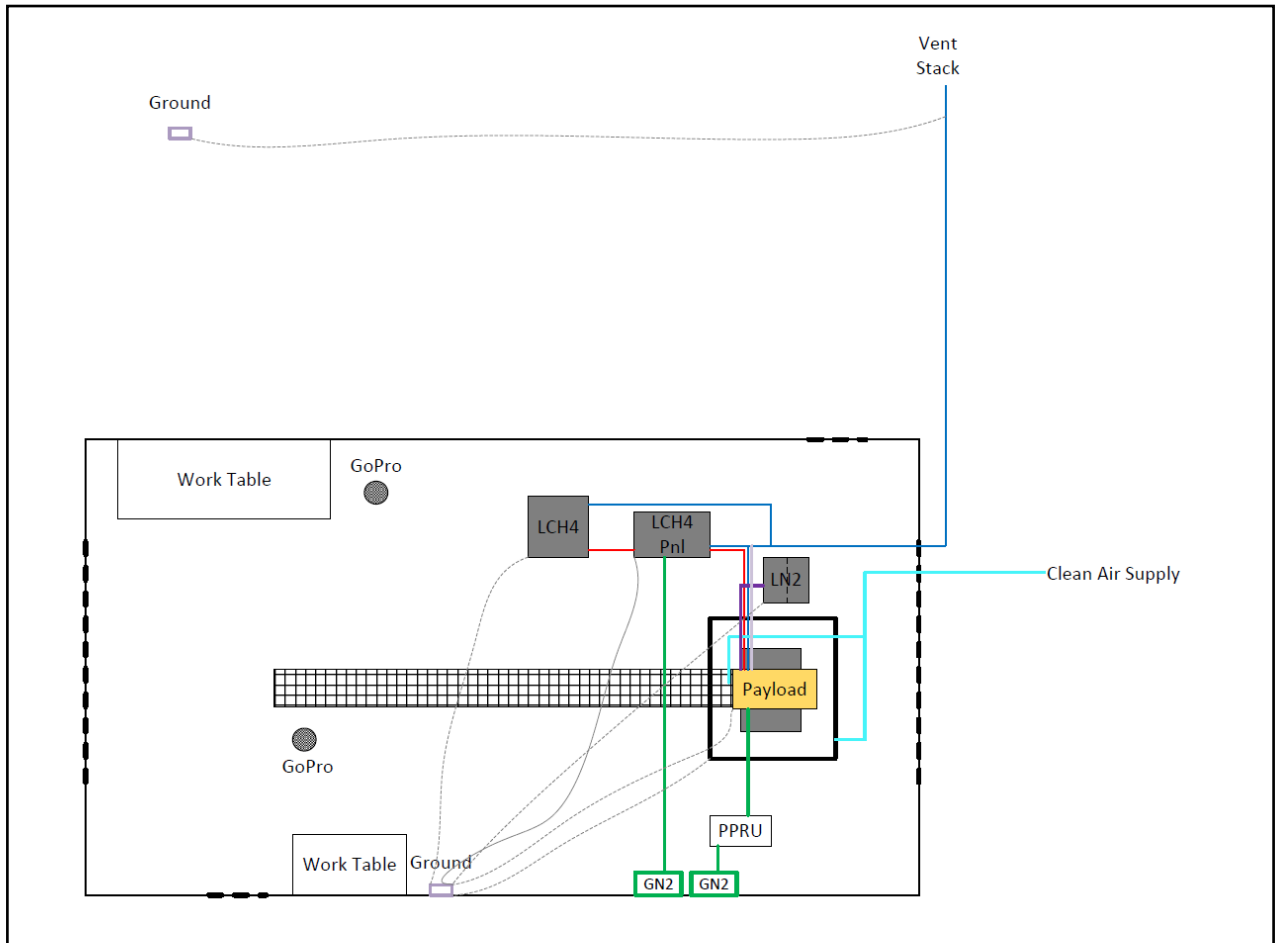 Vent
Stack
Ground
Work Table
GoPro
LCH4
LCH4
Pnl
LN2
Clean Air Supply
Payload
GoPro
PPRU
Work Table
Ground
GN2
GN2